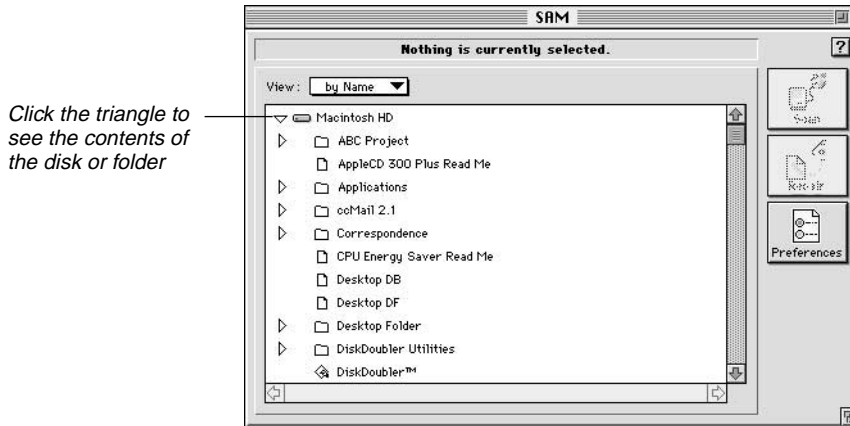 SAM
Nothing is currently selected.
?
View: by Name
Click the triangle to
see the contents of
the disk or folder
Macintosh HD
ABC Project
AppleCD 300 Plus Read Me
Applications
ccMail 2.1
Correspondence
CPU Energy Saver Read Me
Desktop DB
Desktop DF
Desktop Folder
DiskDoubler Utilities
DiskDoubler™
Scan
Repair
Preferences